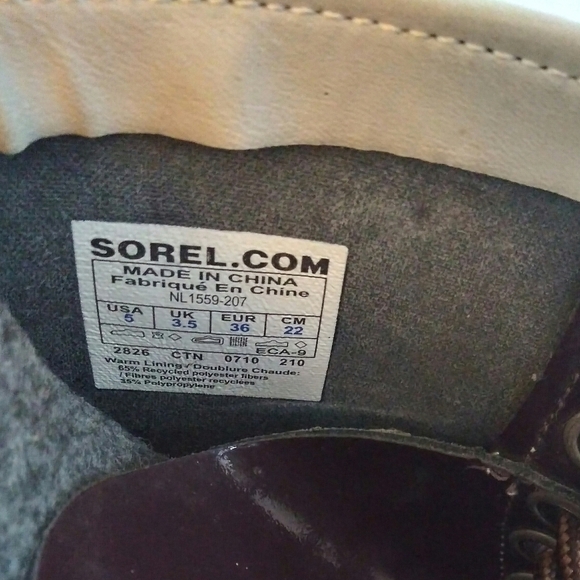 SOREL.COM
MADE IN CHINA
Fabriqué En Chine
NL1559-207
USA UK EUR CM
5 3.5 36 22
2826 CTN 0710 ECA-9 210
Warm Lining / Doublure Chaude:
65% Recycled polyester fibers
/ Fibres polyester recyclees
35% Polypropylene